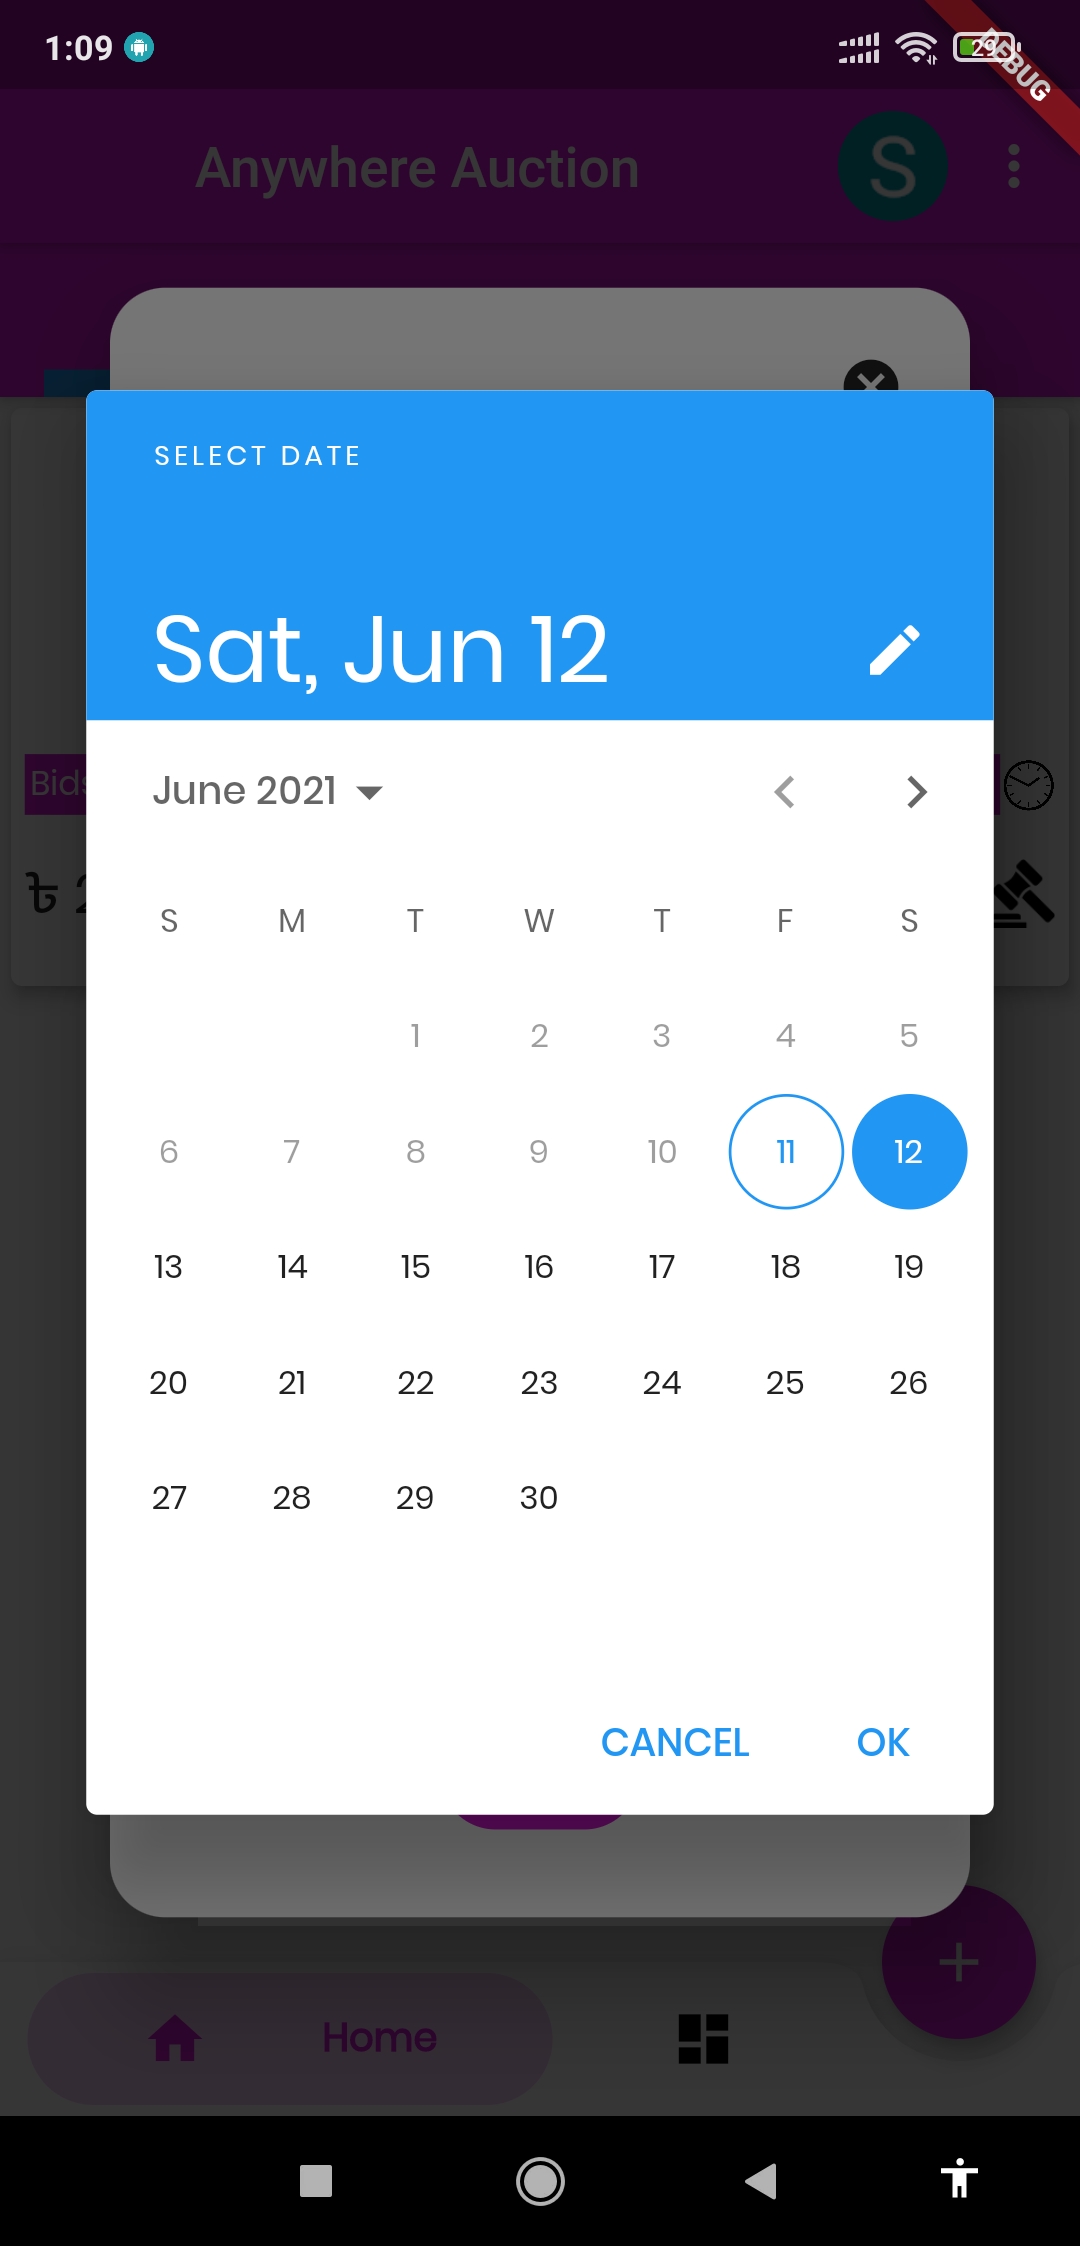 1:09
29
DEBUG
Anywhere Auction
S
SELECT DATE
Sat, Jun 12
June 2021
Bids
৳ 2
S M T W T F S
1 2 3 4 5
6 7 8 9 10 11 12
13 14 15 16 17 18 19
20 21 22 23 24 25 26
27 28 29 30
CANCEL OK
Home